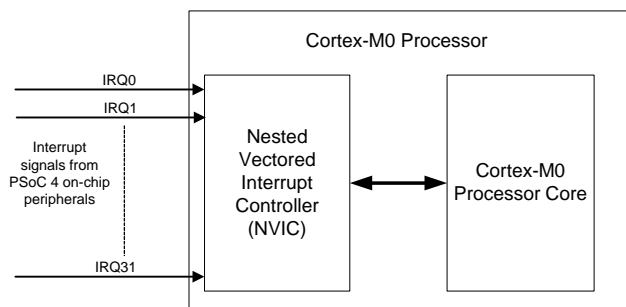 Cortex-M0 Processor
IRQ0
IRQ1
Interrupt
signals from
PSoC 4 on-chip
peripherals
IRQ31
Nested
Vectored
Interrupt
Controller
(NVIC)
Cortex-M0
Processor Core